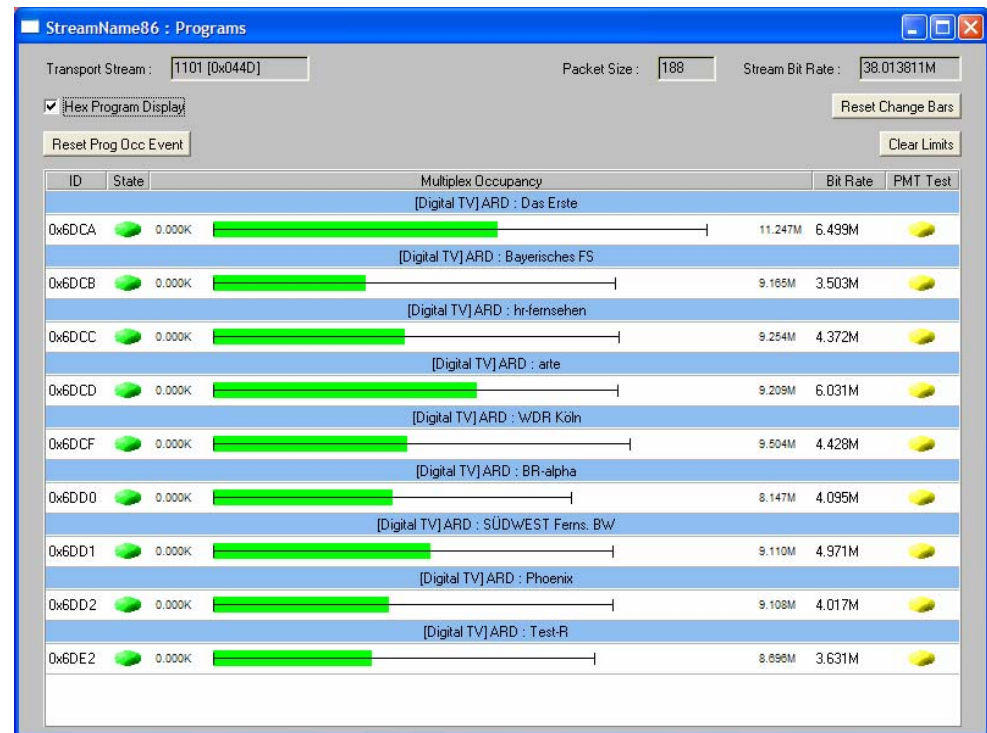 StreamName86 : Programs
Transport Stream : 1101 [0x044D] Packet Size : 188 Stream Bit Rate : 38.013811M
Hex Program Display Reset Change Bars
Reset Prog Occ Event Clear Limits
ID State Multiplex Occupancy Bit Rate PMT Test
[Digital TV] ARD : Das Erste
0x6DCA 0.000K 11.247M 6.499M
[Digital TV] ARD : Bayerisches FS
0x6DCB 0.000K 9.165M 3.503M
[Digital TV] ARD : hr-fernsehen
0x6DCC 0.000K 9.254M 4.372M
[Digital TV] ARD : arte
0x6DCD 0.000K 9.209M 6.031M
[Digital TV] ARD : WDR Köln
0x6DCF 0.000K 9.504M 4.428M
[Digital TV] ARD : BR-alpha
0x6DD0 0.000K 8.147M 4.095M
[Digital TV] ARD : SÜDWEST Ferns. BW
0x6DD1 0.000K 9.110M 4.971M
[Digital TV] ARD : Phoenix
0x6DD2 0.000K 9.108M 4.017M
[Digital TV] ARD : Test-R
0x6DE2 0.000K 8.696M 3.631M